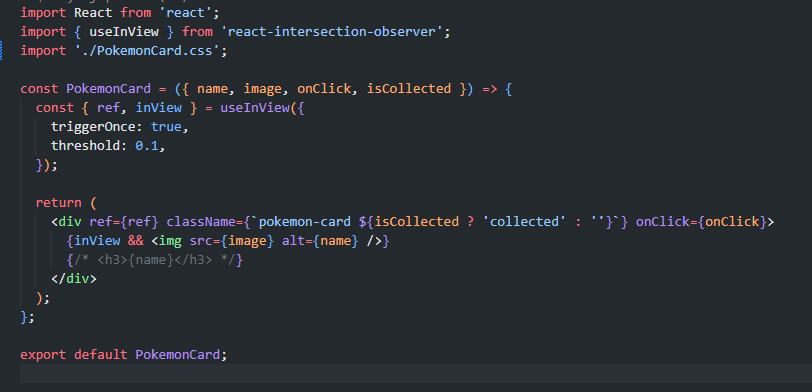 import React from 'react';
import { useInView } from 'react-intersection-observer';
import './PokemonCard.css';
const PokemonCard = ({ name, image, onClick, isCollected }) => {
  const { ref, inView } = useInView({
    triggerOnce: true,
    threshold: 0.1,
  });
  return (
    <div ref={ref} className={`pokemon-card ${isCollected ? 'collected' : ''}`} onClick={onClick}>
      {inView && <img src={image} alt={name} />}
      {/* <h3>{name}</h3> */}
    </div>
  );
};
export default PokemonCard;